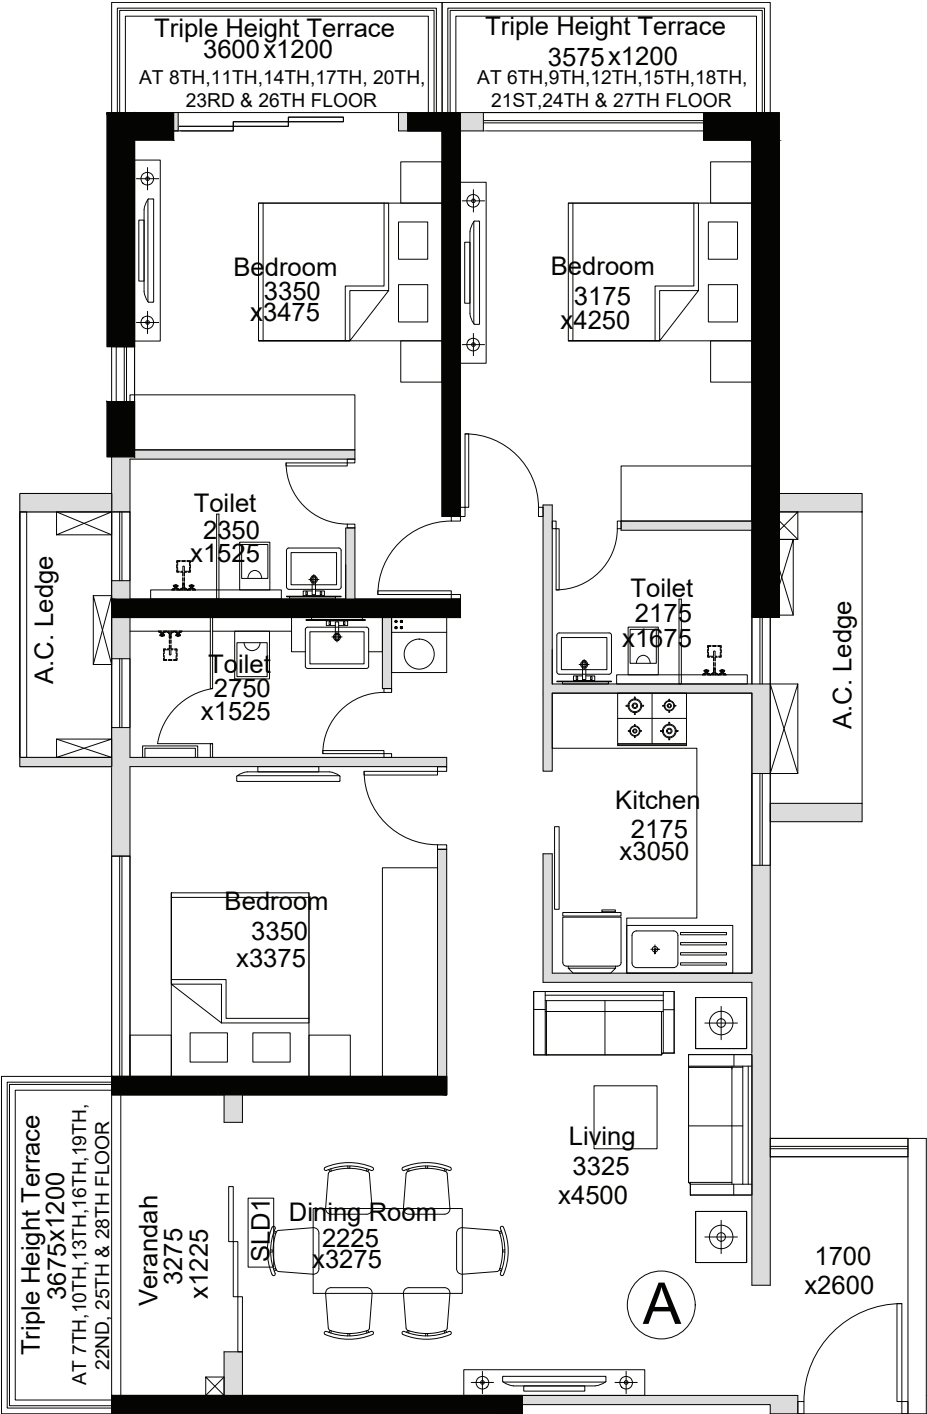 Triple Height Terrace
3600x1200
AT 8TH,11TH,14TH,17TH, 20TH,
23RD & 26TH FLOOR
Triple Height Terrace
3575x1200
AT 6TH,9TH,12TH,15TH,18TH,
21ST,24TH & 27TH FLOOR
Bedroom
3350
x3475
Bedroom
3175
x4250
Toilet
2350
x1525
A.C. Ledge
Toilet
2175
x1675
A.C. Ledge
Toilet
2750
x1525
Kitchen
2175
x3050
Bedroom
3350
x3375
Living
3325
x4500
Triple Height Terrace
3675x1200
AT 7TH,10TH,13TH,16TH,19TH,
22ND, 25TH & 28TH FLOOR
Verandah
3275
x1225
SLD1
Dining Room
2225
x3275
A
1700
x2600